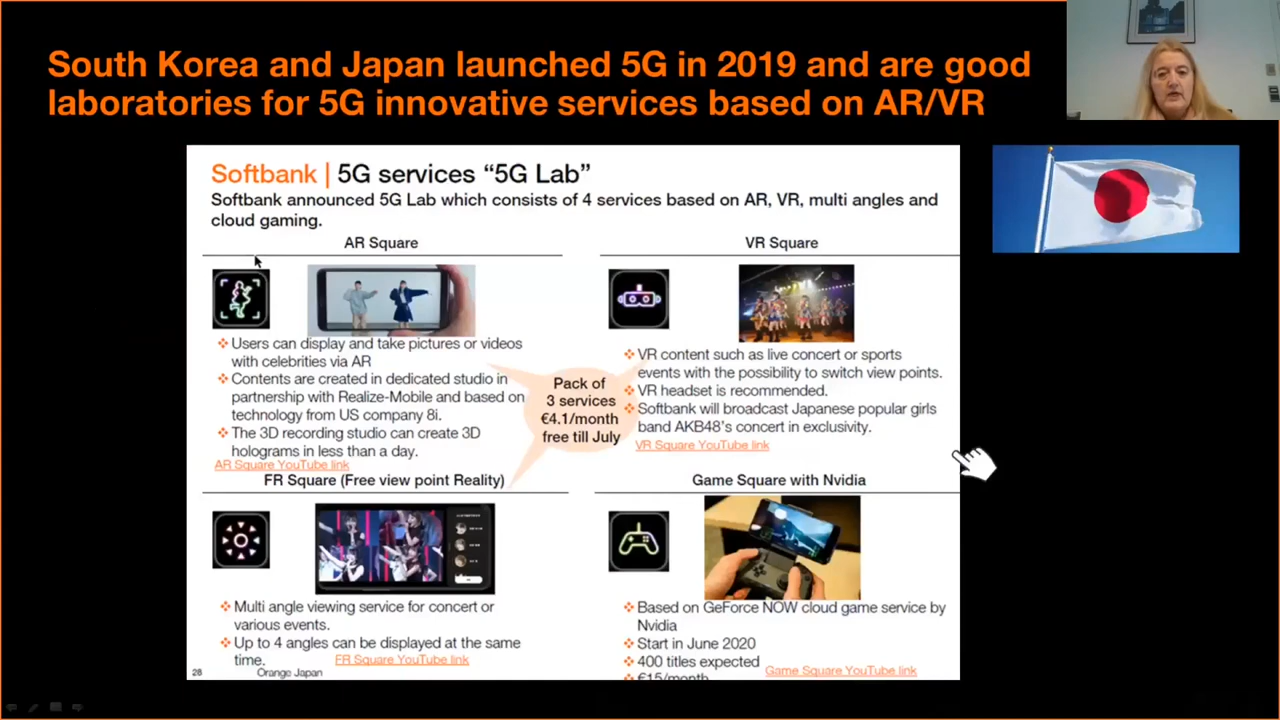 South Korea and Japan launched 5G in 2019 and are good
laboratories for 5G innovative services based on AR/VR
Softbank | 5G services “5G Lab”
Softbank announced 5G Lab which consists of 4 services based on AR, VR, multi angles and
cloud gaming.
AR Square
❖ Users can display and take pictures or videos
with celebrities via AR
❖ Contents are created in dedicated studio in
partnership with Realize-Mobile and based on
technology from US company 8i.
❖ The 3D recording studio can create 3D
holograms in less than a day.
AR Square YouTube link
VR Square
❖ VR content such as live concert or sports
events with the possibility to switch view points.
❖ VR headset is recommended.
❖ Softbank will broadcast Japanese popular girls
band AKB48’s concert in exclusivity.
VR Square YouTube link
Pack of
3 services
€4.1/month
free till July
FR Square (Free view point Reality)
❖ Multi angle viewing service for concert or
various events.
❖ Up to 4 angles can be displayed at the same
time.
FR Square YouTube link
Game Square with Nvidia
❖ Based on GeForce NOW cloud game service by
Nvidia
❖ Start in June 2020
❖ 400 titles expected
❖ €15/month
Game Square YouTube link
28
Orange Japan